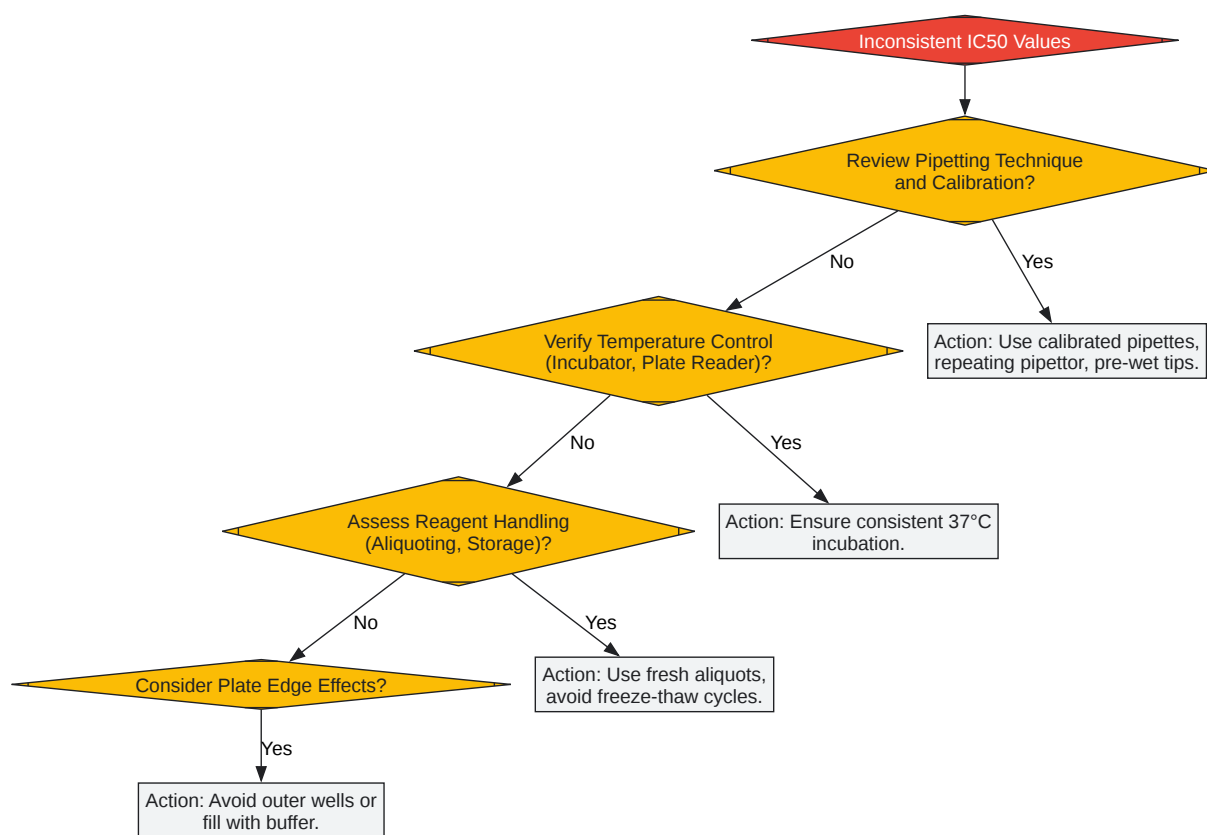 Inconsistent IC50 Values
Review Pipetting Technique
and Calibration?
No
Yes
Verify Temperature Control
(Incubator, Plate Reader)?
Action: Use calibrated pipettes,
repeating pipettor, pre-wet tips.
No
Yes
Assess Reagent Handling
(Aliquoting, Storage)?
Action: Ensure consistent 37°C
incubation.
No
Yes
Consider Plate Edge Effects?
Action: Use fresh aliquots,
avoid freeze-thaw cycles.
Yes
Action: Avoid outer wells or
fill with buffer.